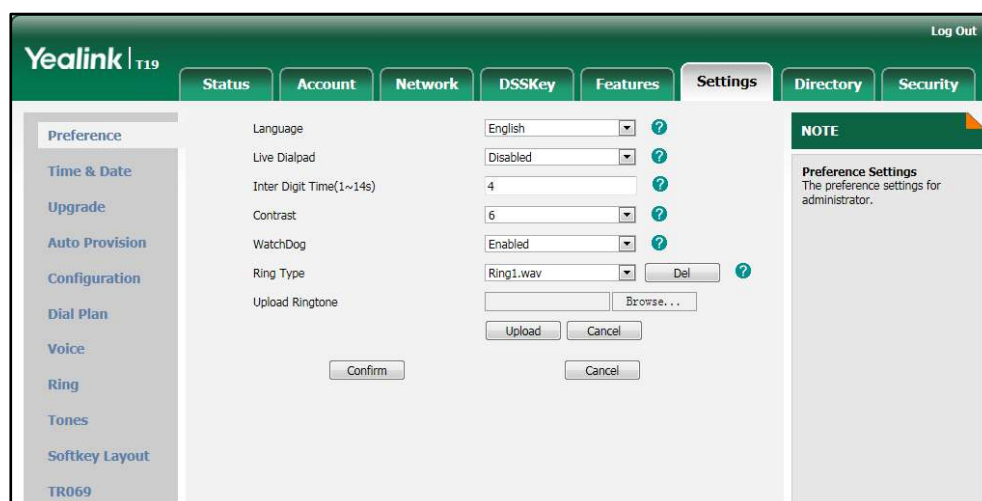 Log Out
Yealink T19
Status Account Network DSSKey Features Settings Directory Security
Preference
Time & Date
Upgrade
Auto Provision
Configuration
Dial Plan
Voice
Ring
Tones
Softkey Layout
TR069
Language English ?
Live Dialpad Disabled ?
Inter Digit Time(1~14s) 4 ?
Contrast 6 ?
WatchDog Enabled ?
Ring Type Ring1.wav Del ?
Upload Ringtone Browse...
Upload Cancel
Confirm Cancel
NOTE
Preference Settings
The preference settings for
administrator.